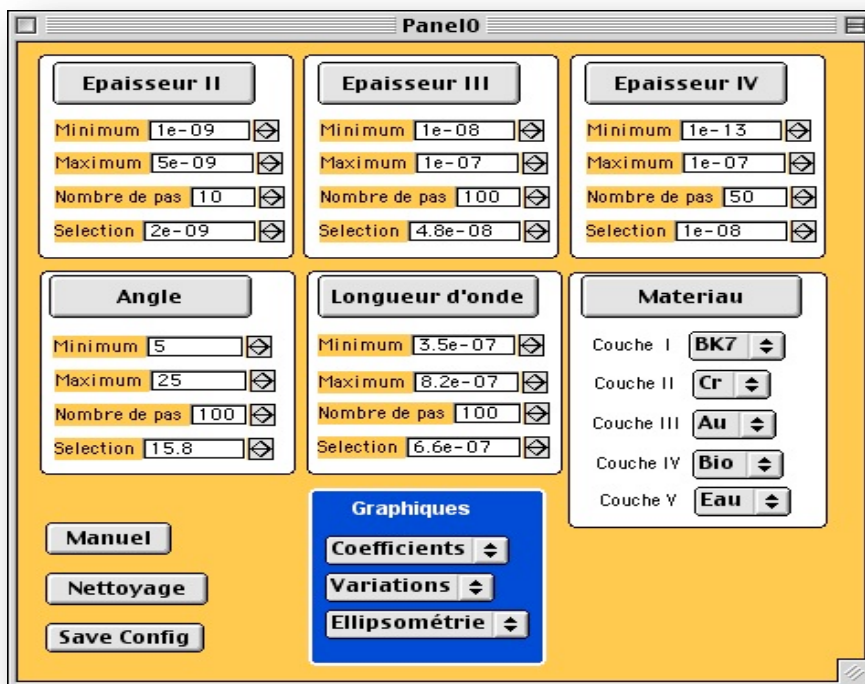 Panel0
Epaisseur II
Minimum 1e-09
Maximum 5e-09
Nombre de pas 10
Selection 2e-09
Epaisseur III
Minimum 1e-08
Maximum 1e-07
Nombre de pas 100
Selection 4.8e-08
Epaisseur IV
Minimum 1e-13
Maximum 1e-07
Nombre de pas 50
Selection 1e-08
Angle
Minimum 5
Maximum 25
Nombre de pas 100
Selection 15.8
Longueur d'onde
Minimum 3.5e-07
Maximum 8.2e-07
Nombre de pas 100
Selection 6.6e-07
Materiau
Couche I BK7
Couche II Cr
Couche III Au
Couche IV Bio
Couche V Eau
Manuel
Nettoyage
Save Config
Graphiques
Coefficients
Variations
Ellipsométrie